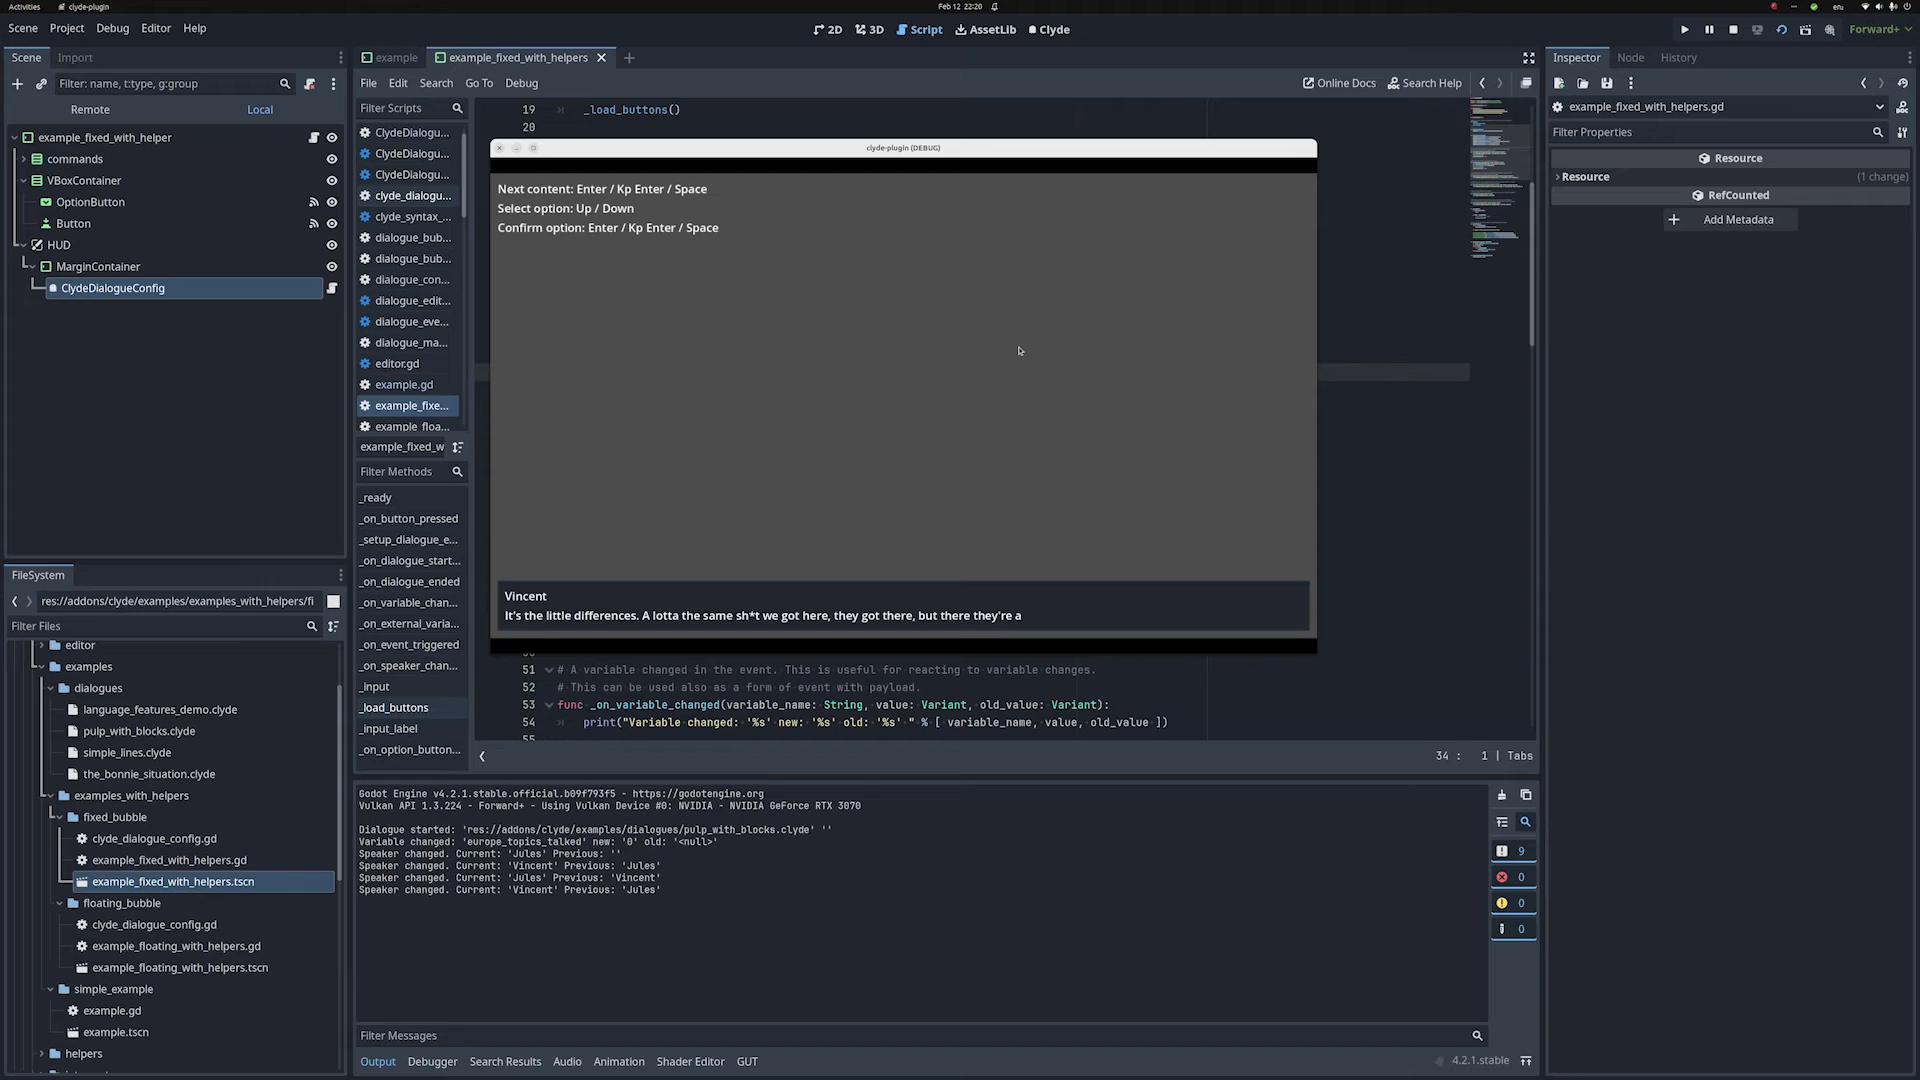 Activities
clyde-plugin
Feb 12 22:20
en₁
Scene
Project
Debug
Editor
Help
2D
3D
Script
AssetLib
Clyde
Forward+
Scene
Import
Filter: name, t:type, g:group
Remote
Local
example_fixed_with_helper
commands
VBoxContainer
OptionButton
Button
HUD
MarginContainer
ClydeDialogueConfig
FileSystem
res://addons/clyde/examples/examples_with_helpers/fi
Filter Files
editor
examples
dialogues
language_features_demo.clyde
pulp_with_blocks.clyde
simple_lines.clyde
the_bonnie_situation.clyde
examples_with_helpers
fixed_bubble
clyde_dialogue_config.gd
example_fixed_with_helpers.gd
example_fixed_with_helpers.tscn
floating_bubble
clyde_dialogue_config.gd
example_floating_with_helpers.gd
example_floating_with_helpers.tscn
simple_example
example.gd
example.tscn
helpers
example
example_fixed_with_helpers
File
Edit
Search
Go To
Debug
Online Docs
Search Help
Filter Scripts
ClydeDialogu...
ClydeDialogu...
ClydeDialogu...
clyde_dialogu...
clyde_syntax_...
dialogue_bub...
dialogue_bub...
dialogue_con...
dialogue_edit...
dialogue_eve...
dialogue_ma...
editor.gd
example.gd
example_fixe...
example_floa...
example_fixed_w
Filter Methods
_ready
_on_button_pressed
_setup_dialogue_e...
_on_dialogue_start...
_on_dialogue_ended
_on_variable_chan...
_on_external_varia...
_on_event_triggered
_on_speaker_chan...
_input
_load_buttons
_input_label
_on_option_button...
19 _load_buttons()
20
clyde-plugin (DEBUG)
Next content: Enter / Kp Enter / Space
Select option: Up / Down
Confirm option: Enter / Kp Enter / Space
Vincent
It's the little differences. A lotta the same sh*t we got here, they got there, but there they're a
51 # A variable changed in the event. This is useful for reacting to variable changes.
52 # This can be used also as a form of event with payload.
53 func _on_variable_changed(variable_name: String, value: Variant, old_value: Variant):
54 print("Variable changed: '%s' new: '%s' old: '%s' " % [ variable_name, value, old_value ])
55
34 : 1 | Tabs
Godot Engine v4.2.1.stable.official.b09f793f5 - https://godotengine.org
Vulkan API 1.3.224 - Forward+ - Using Vulkan Device #0: NVIDIA - NVIDIA GeForce RTX 3070
Dialogue started: 'res://addons/clyde/examples/dialogues/pulp_with_blocks.clyde' ''
Variable changed: 'europe_topics_talked' new: '0' old: '<null>'
Speaker changed. Current: 'Jules' Previous: ''
Speaker changed. Current: 'Vincent' Previous: 'Jules'
Speaker changed. Current: 'Jules' Previous: 'Vincent'
Speaker changed. Current: 'Vincent' Previous: 'Jules'
9
0
0
0
Filter Messages
Output
Debugger
Search Results
Audio
Animation
Shader Editor
GUT
4.2.1.stable
Inspector
Node
History
example_fixed_with_helpers.gd
Filter Properties
Resource
Resource
(1 change)
RefCounted
Add Metadata